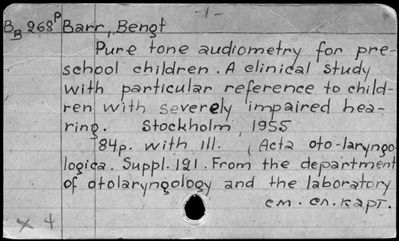 - 1 -
BB 268 P Barr, Bengt
Pure tone audiometry for pre-
school children. A clinical study
with particular reference to child-
ren with severely impaired hea-
ring. Stockholm, 1955
84p. with ill. (Acta oto-laryngo-
logica. Suppl. 121. From the department
of otolaryngology and the laboratory
см. сл. карт.
x 4